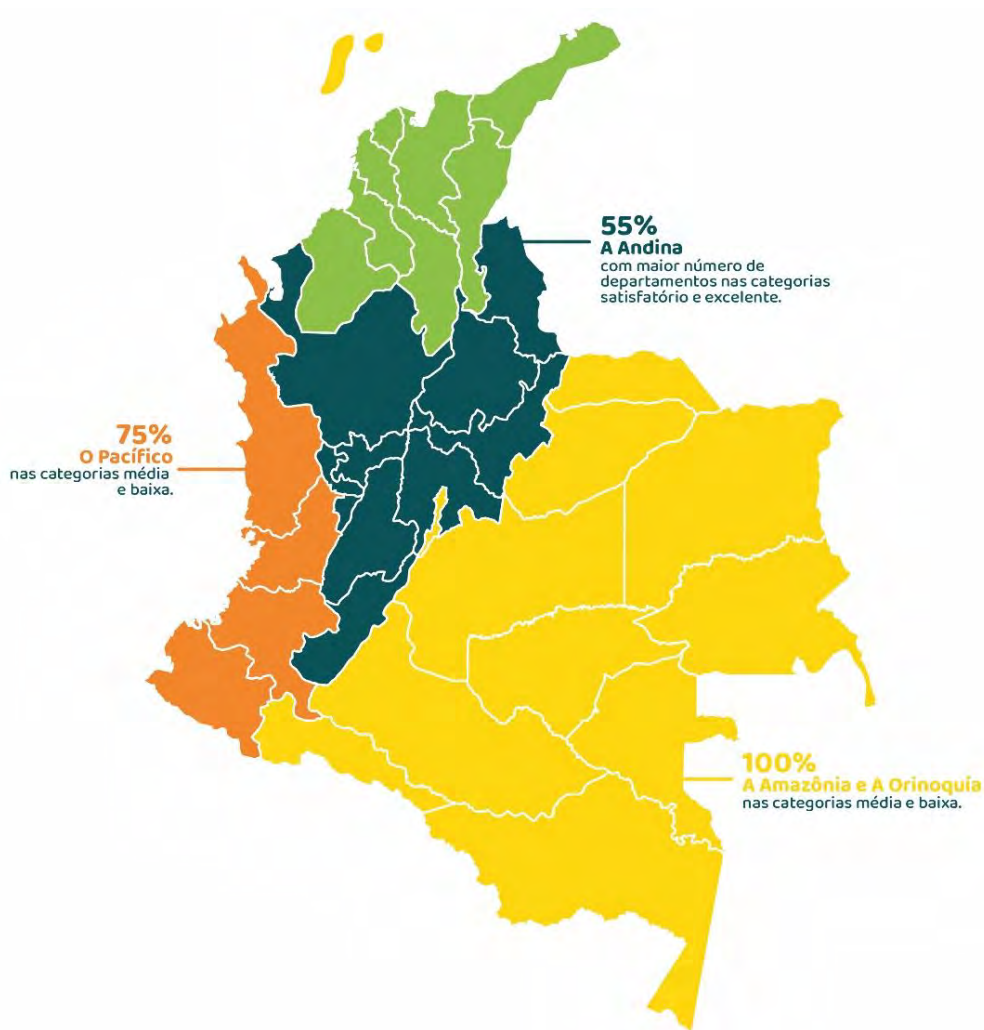 55%
A Andina
com maior número de
departamentos nas categorias
satisfatório e excelente.
75%
O Pacífico
nas categorias média
e baixa.
100%
A Amazônia e A Orinoquía
nas categorias média e baixa.